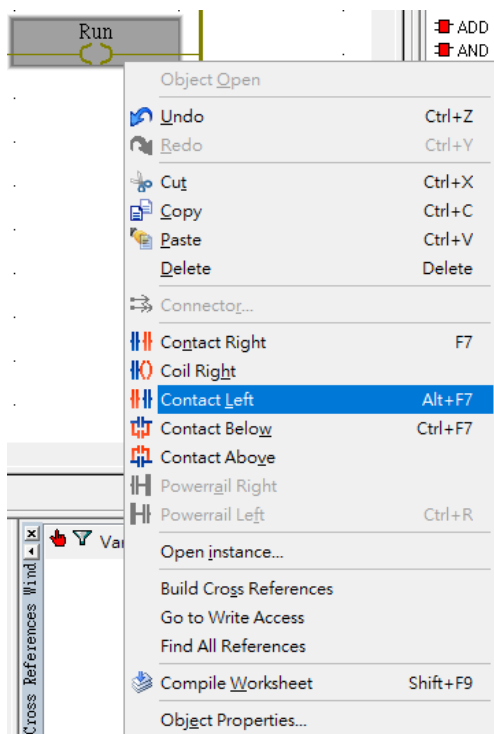 Run
ADD
AND
Object Open
Undo Ctrl+Z
Redo Ctrl+Y
Cut Ctrl+X
Copy Ctrl+C
Paste Ctrl+V
Delete Delete
Connector...
Contact Right F7
Coil Right
Contact Left Alt+F7
Contact Below Ctrl+F7
Contact Above
Powerrail Right
Powerrail Left Ctrl+R
Open instance...
Build Cross References
Go to Write Access
Find All References
Compile Worksheet Shift+F9
Object Properties...
Var
Cross References Wind